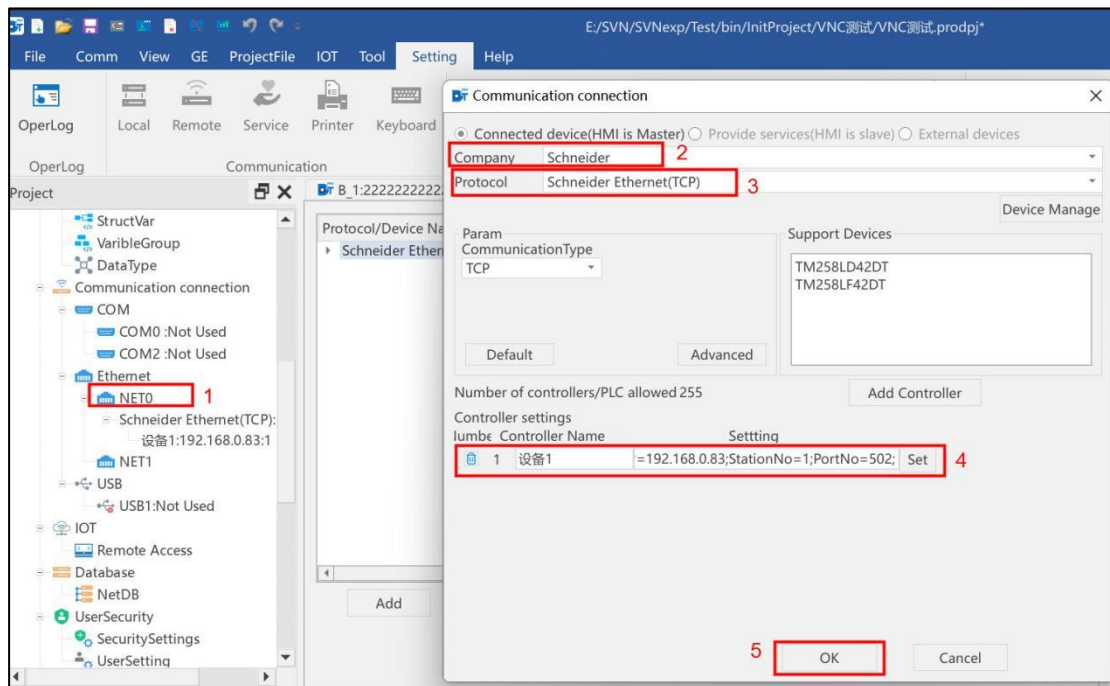 E:/SVN/SVNexp/Test/bin/InitProject/VNC测试/VNC测试.prodpj*
File Comm View GE ProjectFile IOT Tool Setting Help
OperLog Local Remote Service Printer Keyboard
OperLog Communication
Project
B_1:2222222222
StructVar
VaribleGroup
DataType
Communication connection
COM
COM0 :Not Used
COM2 :Not Used
Ethernet
NET0 1
Schneider Ethernet(TCP):
设备1:192.168.0.83:1
NET1
USB
USB1:Not Used
IOT
Remote Access
Database
NetDB
UserSecurity
SecuritySettings
UserSetting
Protocol/Device Na
Schneider Ether
Add
Communication connection
Connected device(HMI is Master) Provide services(HMI is slave) External devices
Company Schneider 2
Protocol Schneider Ethernet(TCP) 3
Device Manage
Param
CommunicationType
TCP
Default Advanced
Support Devices
TM258LD42DT
TM258LF42DT
Number of controllers/PLC allowed 255 Add Controller
Controller settings
lumbe Controller Name Settting
1 设备1 =192.168.0.83;StationNo=1;PortNo=502; Set 4
5 OK Cancel